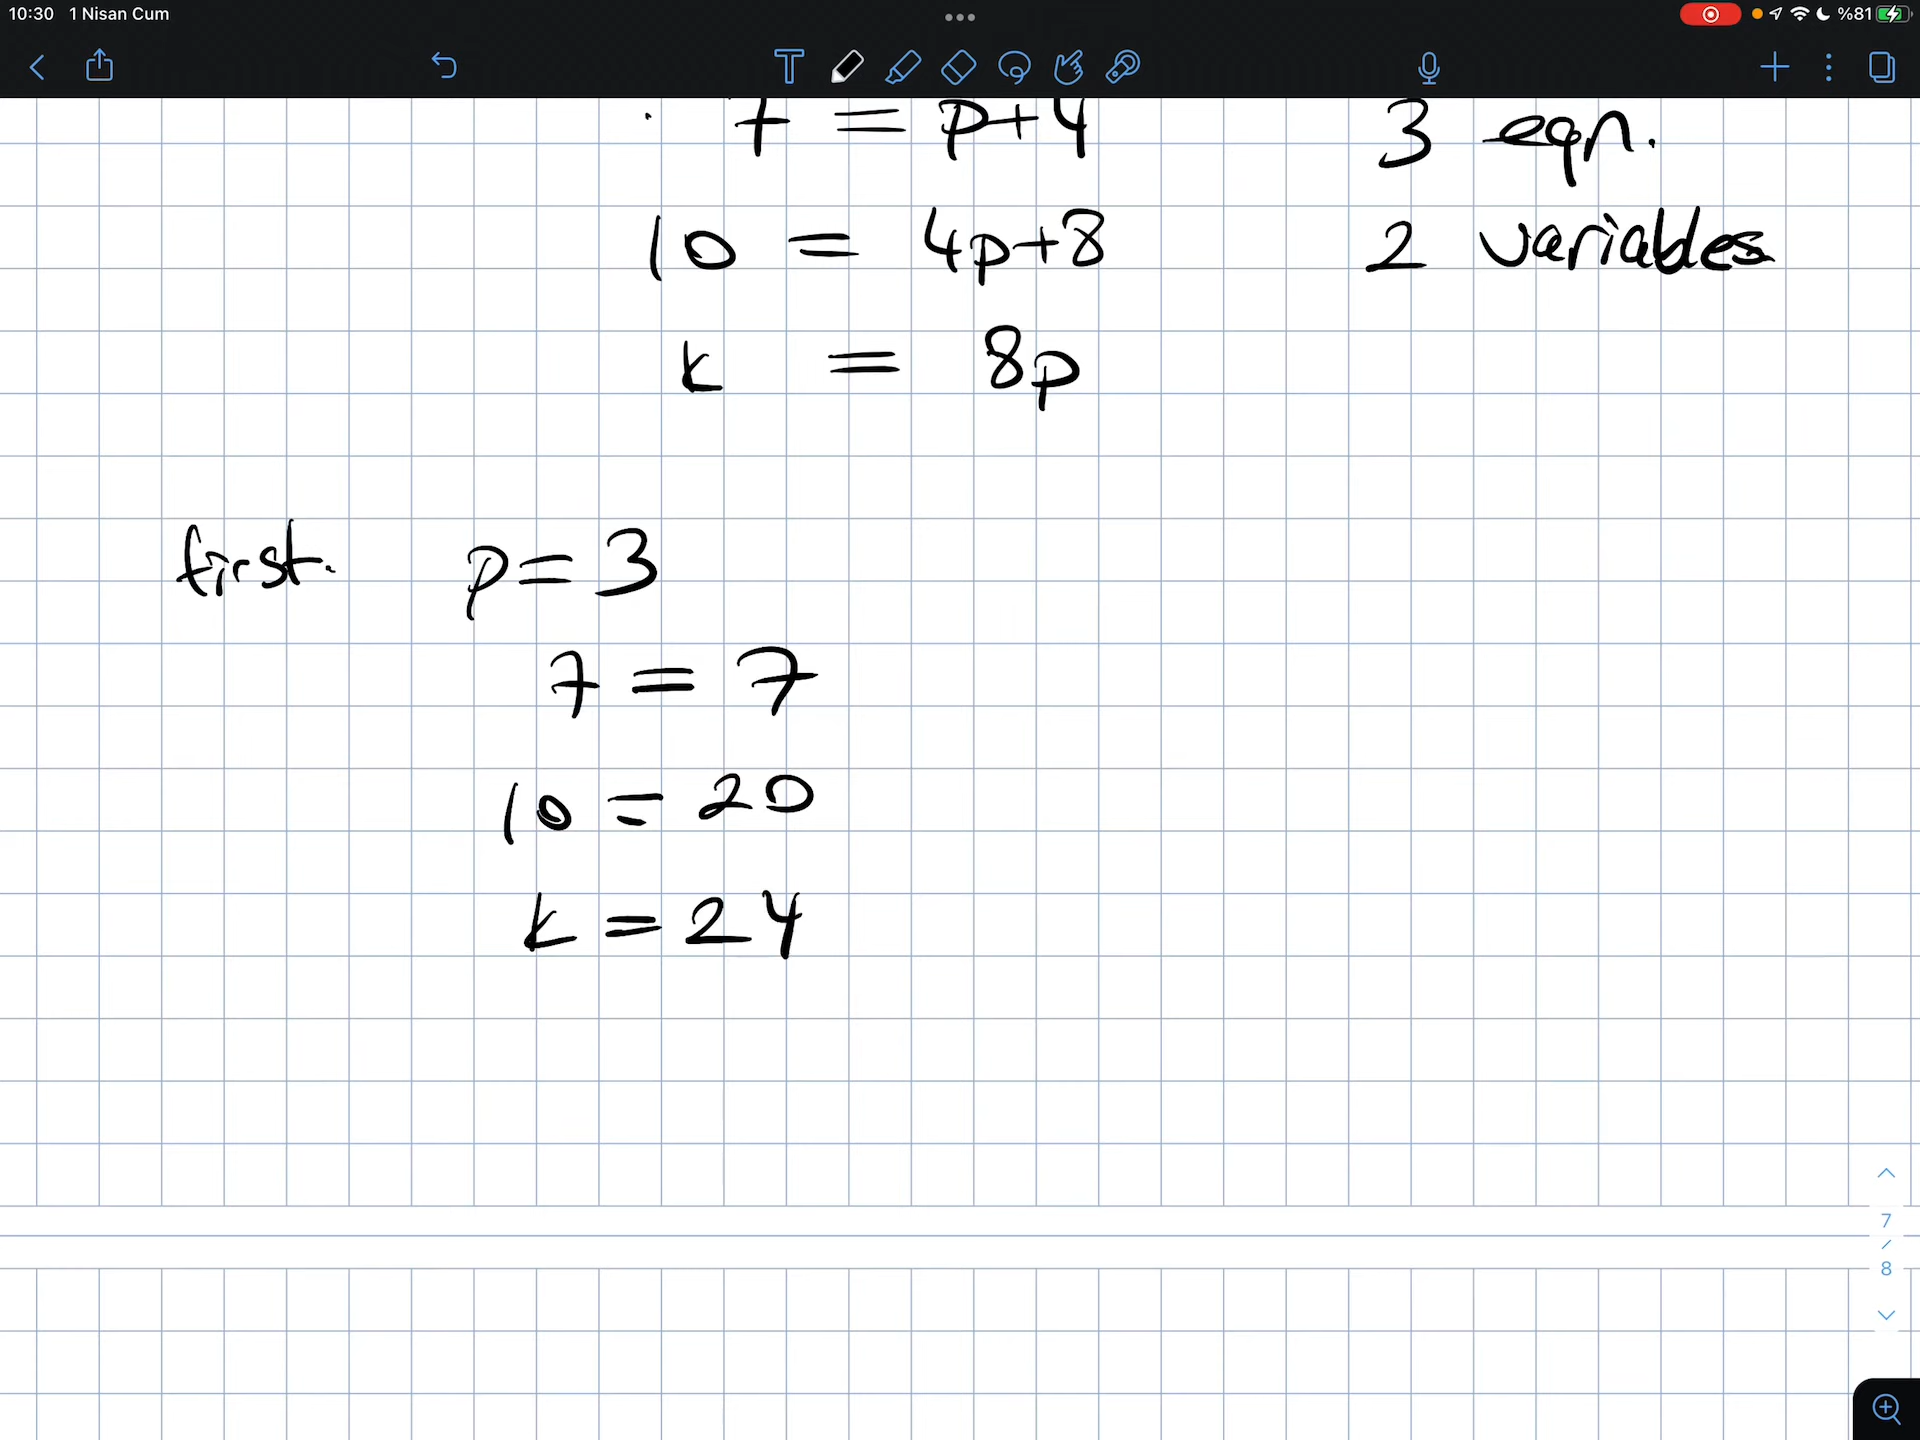 10:30 1 Nisan Cum
%81
T
7 = p+4
3 eqn.
10 = 4p+8
2 variables
k = 8p
first. p = 3
7 = 7
10 = 20
k = 24
7
/
8